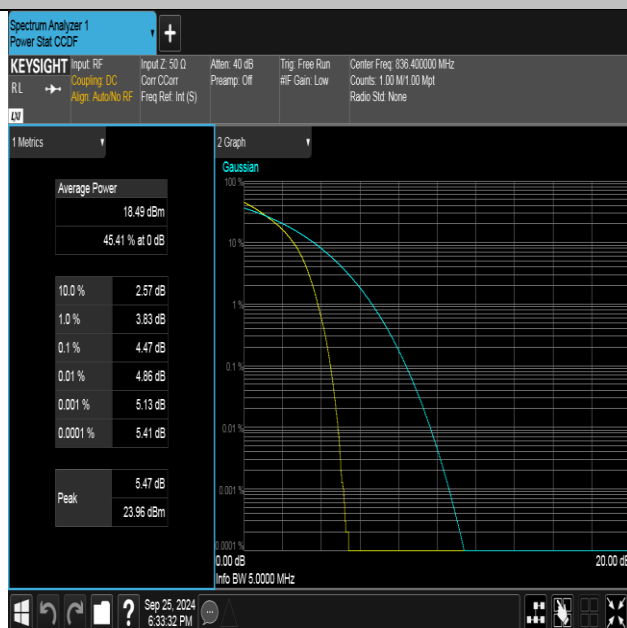 Spectrum Analyzer 1
Power Stat CCDF
+
KEYSIGHT
RL
LXI
Input: RF
Coupling: DC
Align: Auto/No RF
Input Z: 50 Ω
Corr CCorr
Freq Ref: Int (S)
Atten: 40 dB
Preamp: Off
Trig: Free Run
#IF Gain: Low
Center Freq: 836.400000 MHz
Counts: 1.00 M/1.00 Mpt
Radio Std: None
1 Metrics
Average Power
18.49 dBm
45.41 % at 0 dB
10.0 % 2.57 dB
1.0 % 3.83 dB
0.1 % 4.47 dB
0.01 % 4.86 dB
0.001 % 5.13 dB
0.0001 % 5.41 dB
Peak
5.47 dB
23.96 dBm
2 Graph
Gaussian
100 %
10 %
1 %
0.1 %
0.01 %
0.001 %
0.0001 %
0.00 dB 20.00 dB
Info BW 5.0000 MHz
?
Sep 25, 2024
6:33:32 PM